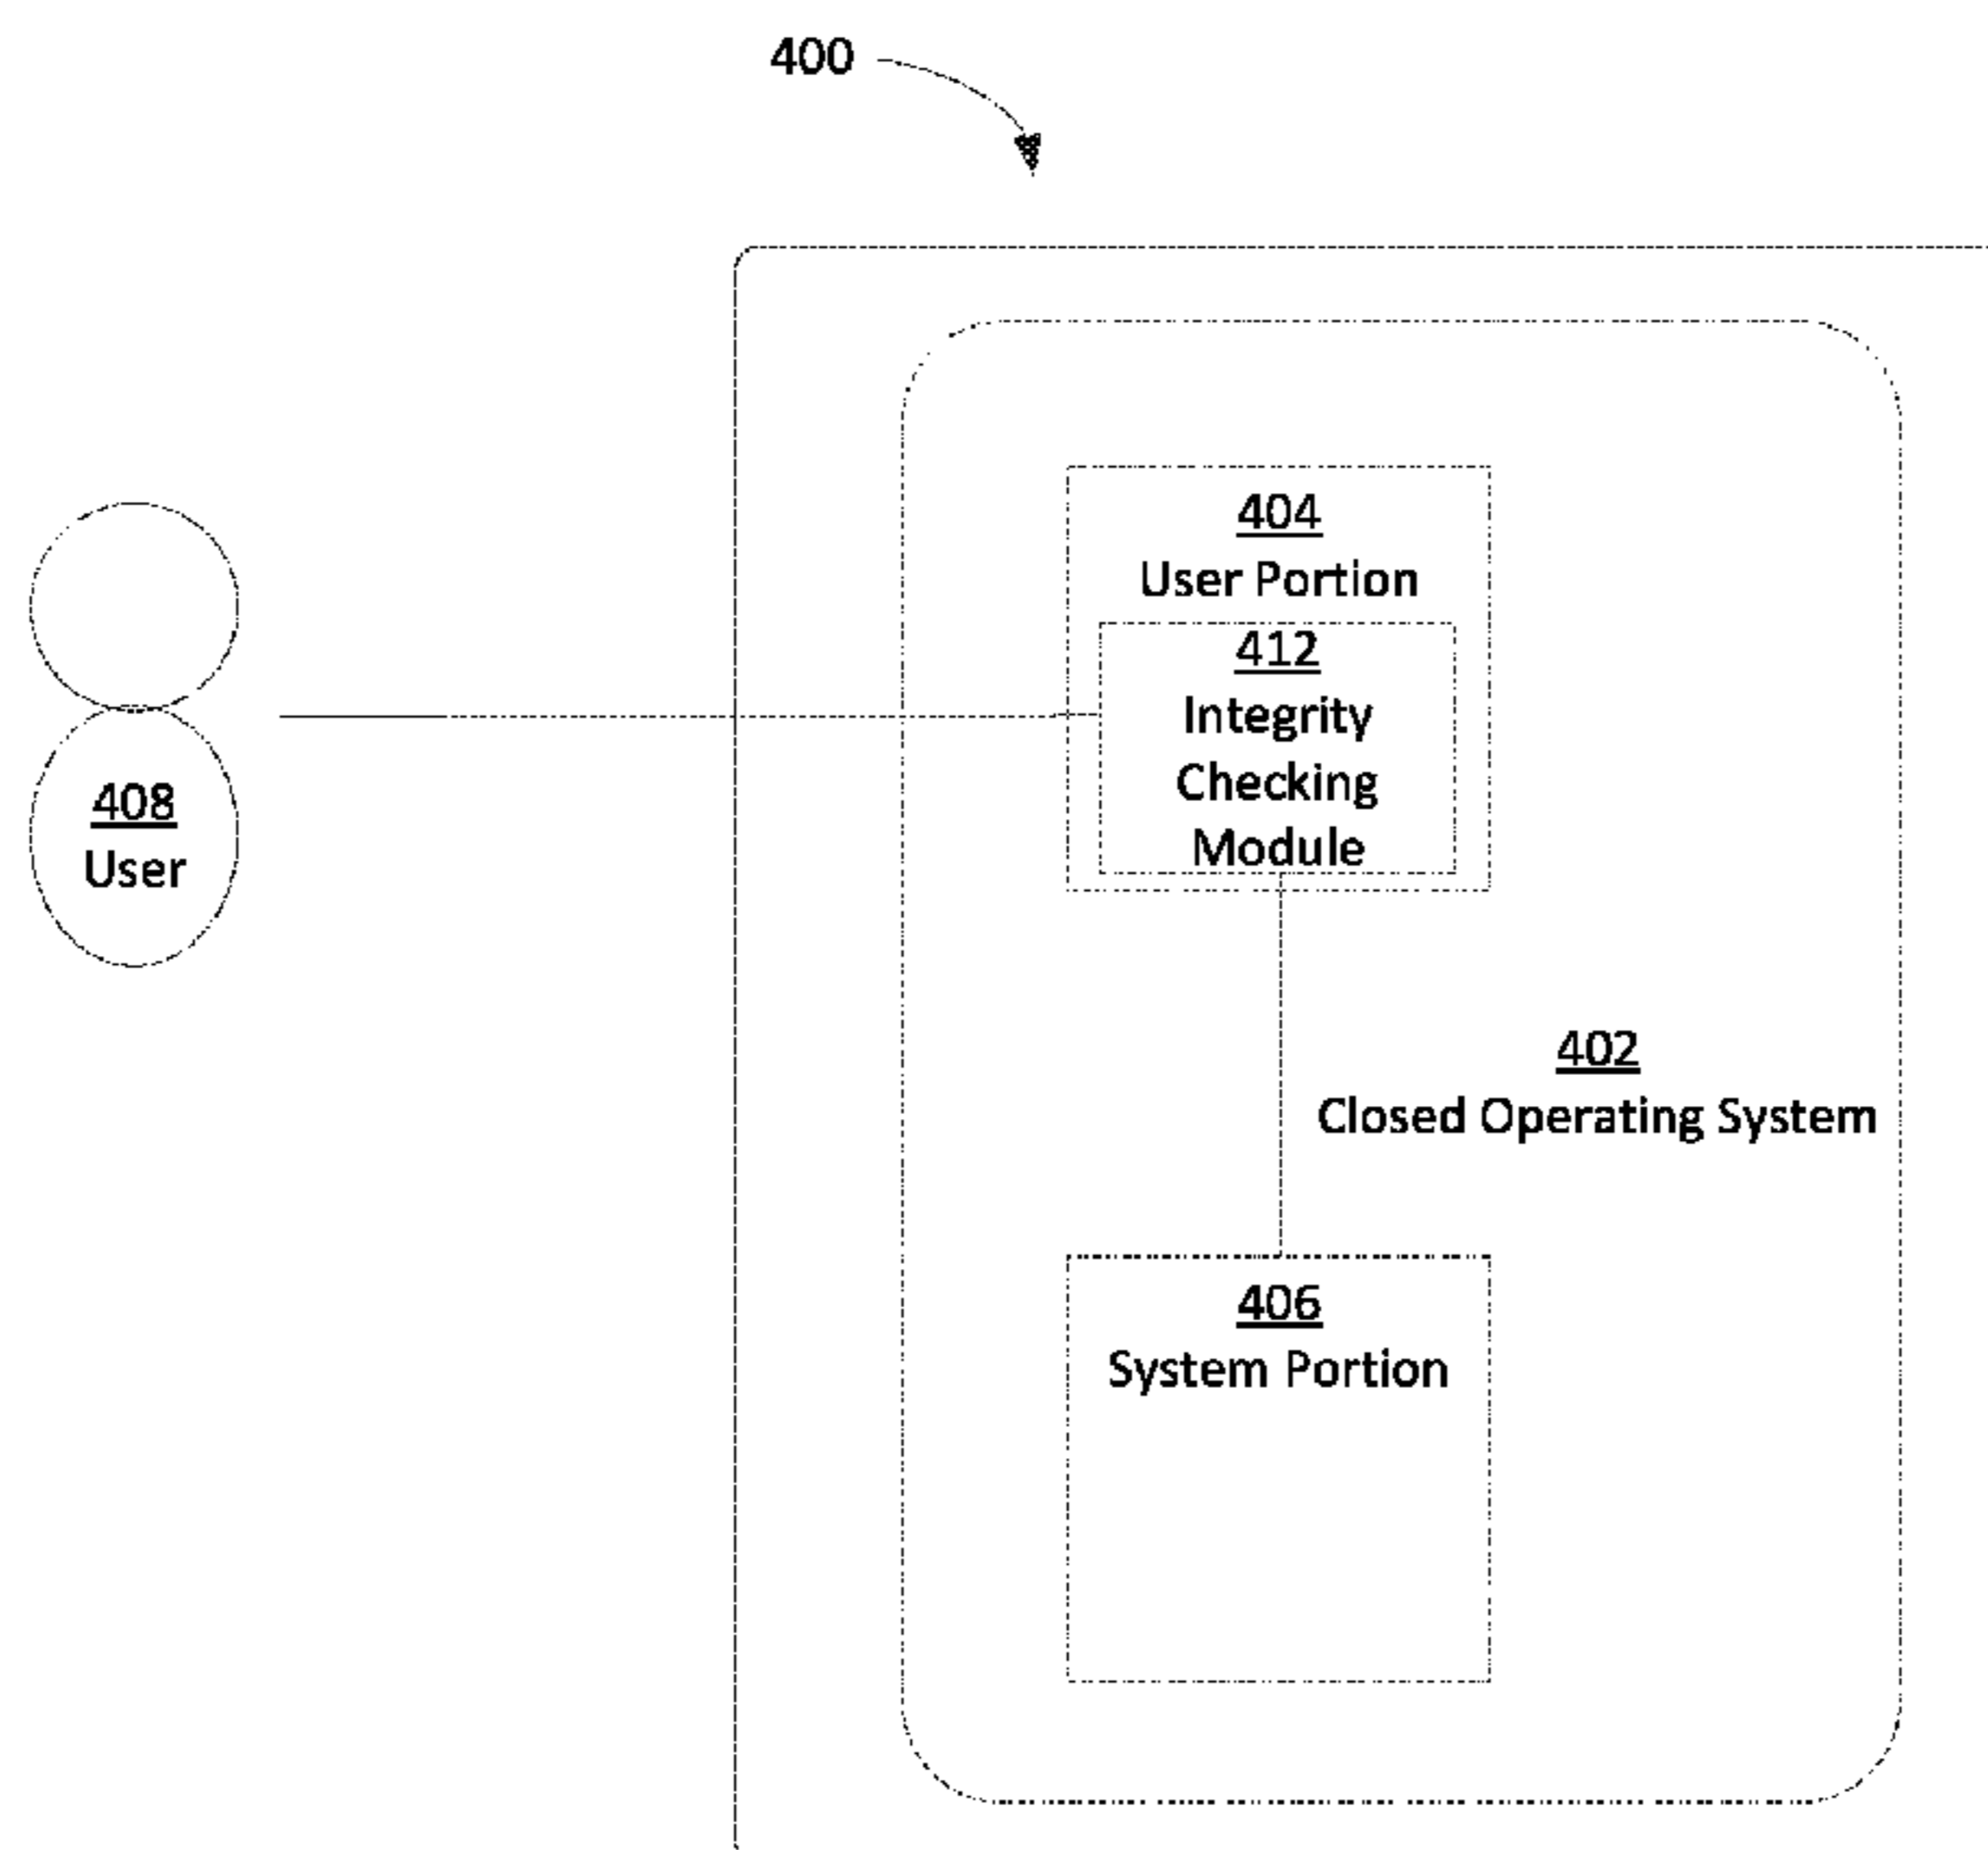 400
404
User Portion
412
Integrity
Checking
Module
408
User
402
Closed Operating System
406
System Portion